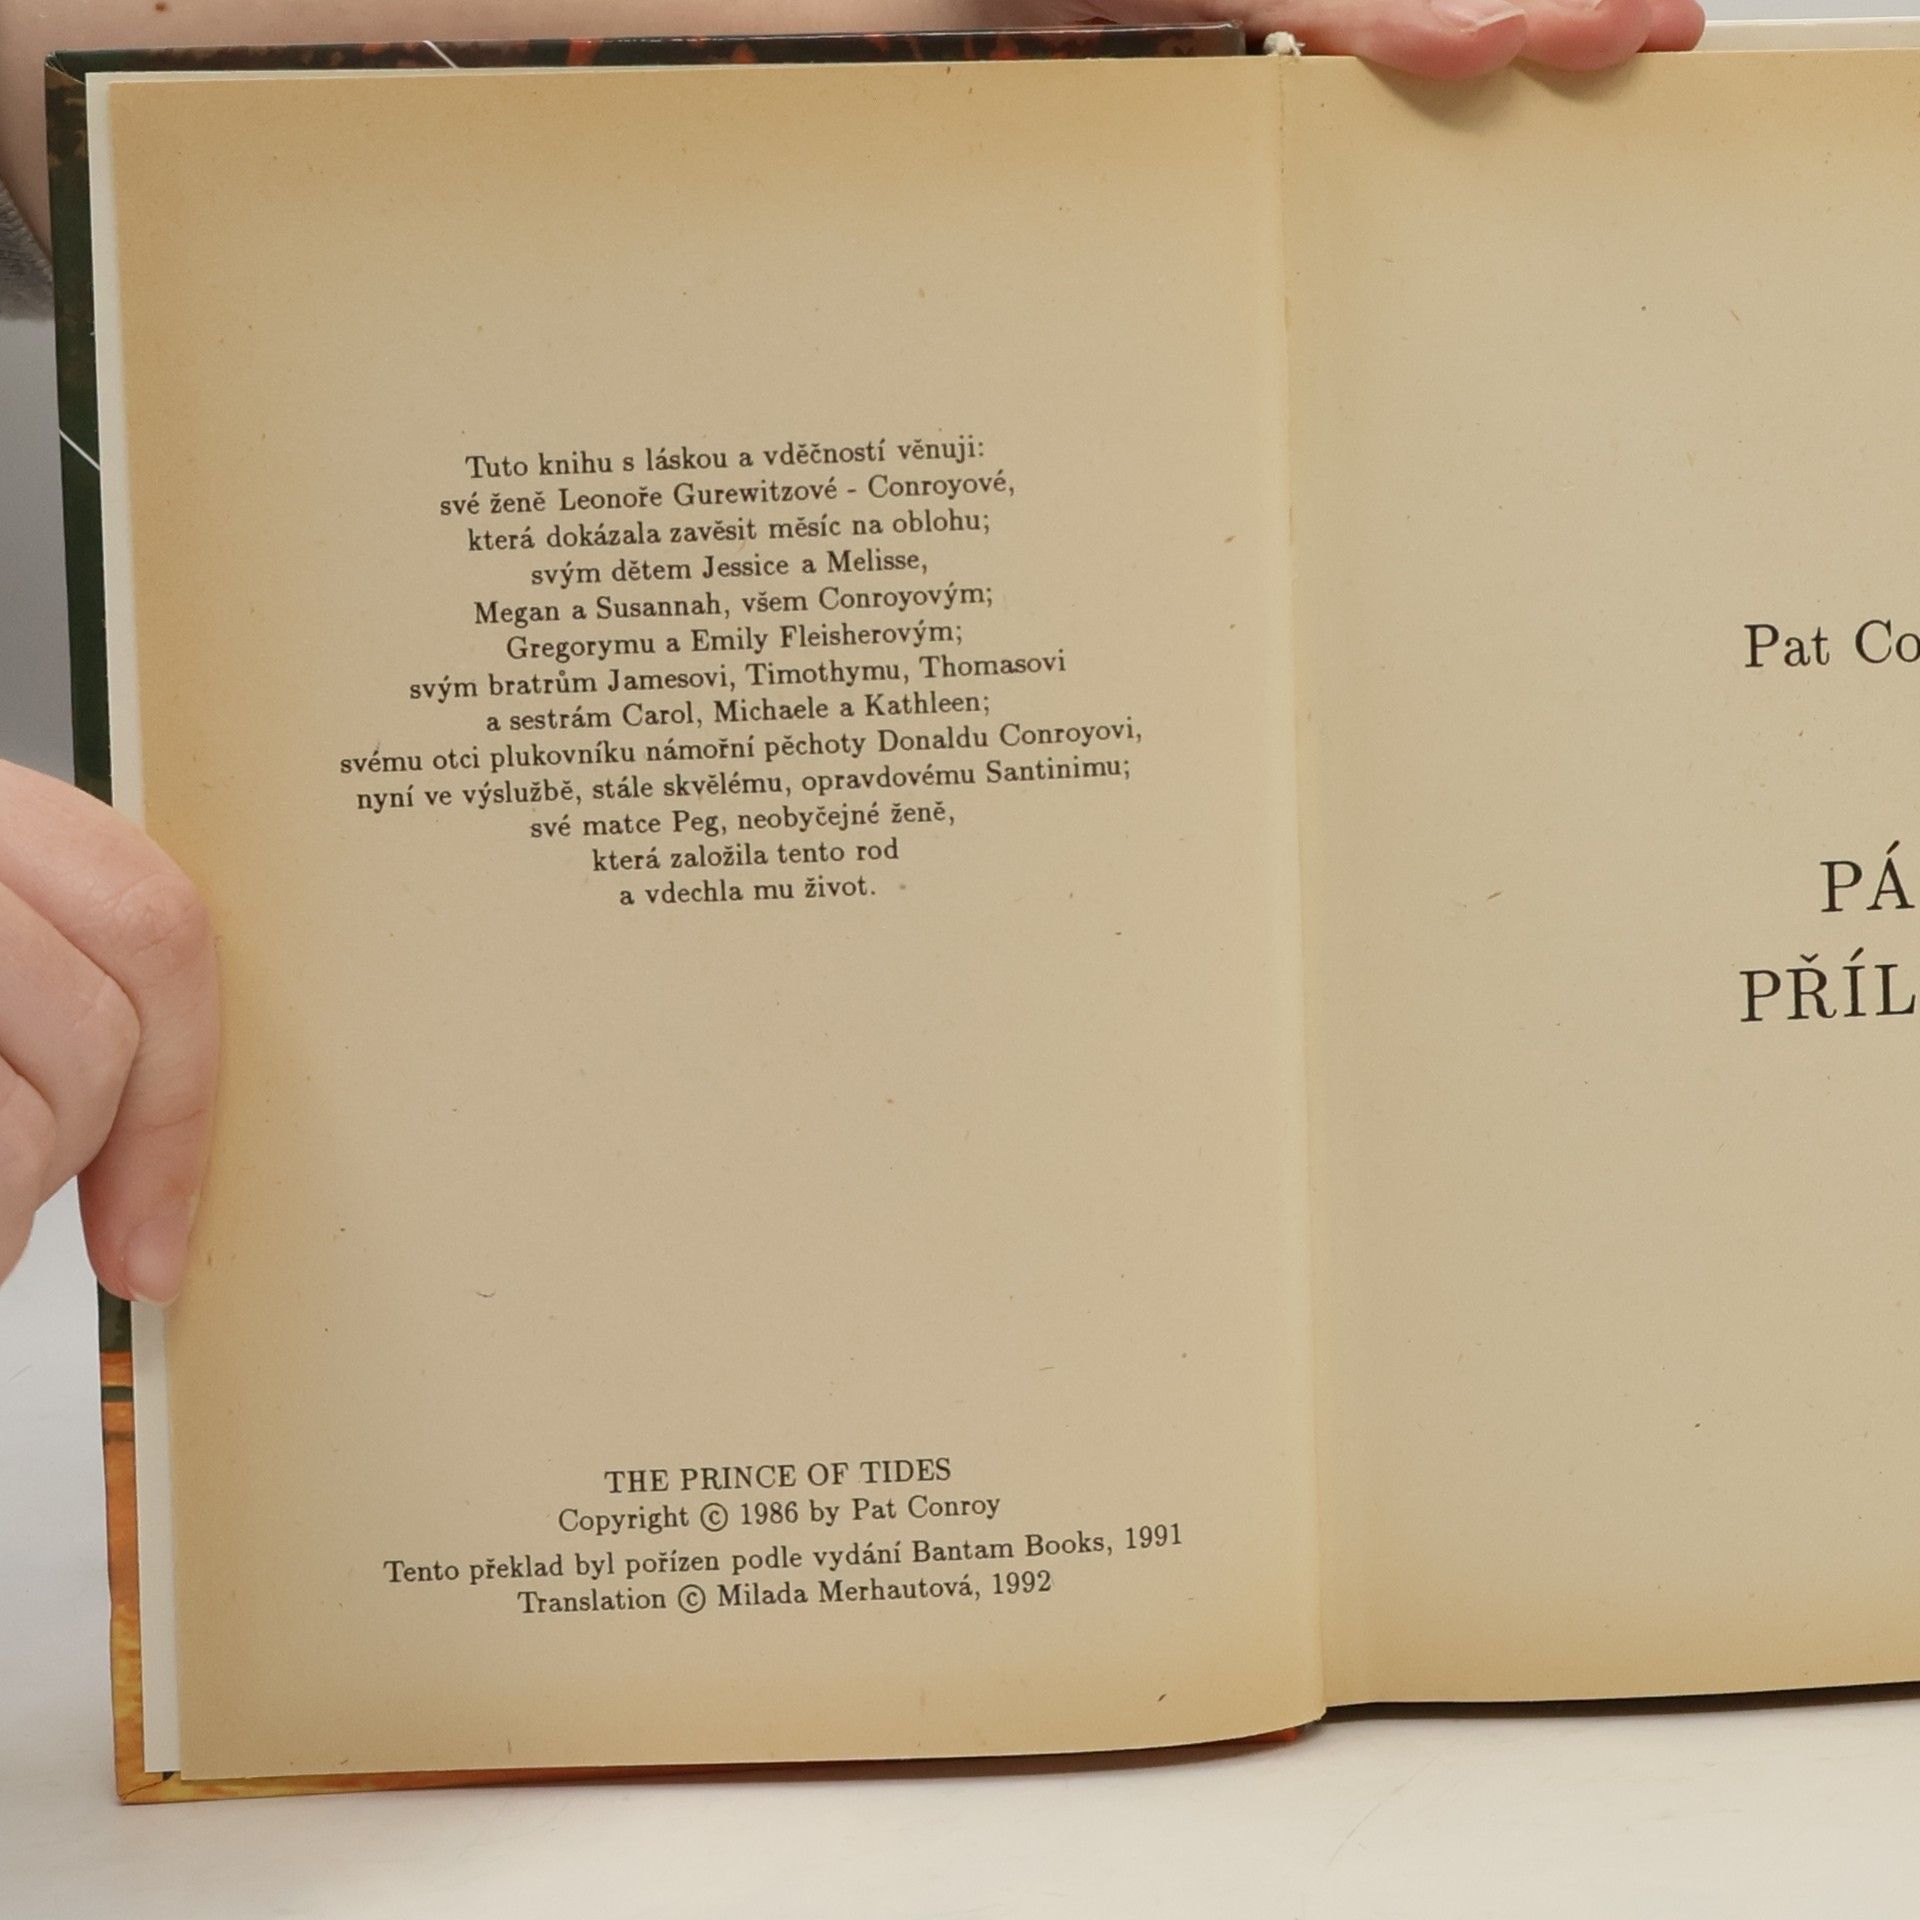 Tuto knihu s láskou a vděčností věnuji:
své ženě Leonoře Gurewitzové - Conroyové,
která dokázala zavěsit měsíc na oblohu;
svým dětem Jessice a Melisse,
Megan a Susannah, všem Conroyovým;
Gregorymu a Emily Fleisherovým;
svým bratrům Jamesovi, Timothymu, Thomasovi
a sestrám Carol, Michaele a Kathleen;
svému otci plukovníku námořní pěchoty Donaldu Conroyovi,
nyní ve výslužbě, stále skvělému, opravdovému Santinimu;
své matce Peg, neobyčejné ženě,
která založila tento rod
a vdechla mu život.
THE PRINCE OF TIDES
Copyright © 1986 by Pat Conroy
Tento překlad byl pořízen podle vydání Bantam Books, 1991
Translation © Milada Merhautová, 1992
Pat Co
PÁ
PŘÍL